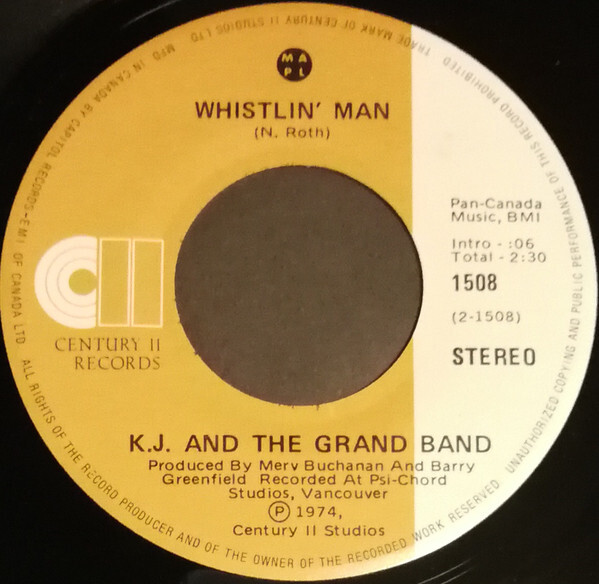 MFD IN CANADA BY CAPITOL RECORDS-EMI OF CANADA LTD. ALL RIGHTS OF THE RECORD PRODUCER AND OF THE OWNER OF THE RECORDED WORK RESERVED. UNAUTHORIZED COPYING AND PUBLIC PERFORMANCE OF THIS RECORD PROHIBITED TRADE MARK OF CENTURY II STUDIOS LTD
MA
PL
WHISTLIN' MAN
(N. Roth)
Pan-Canada
Music, BMI
Intro - :06
Total - 2:30
1508
(2-1508)
STEREO
CENTURY II
RECORDS
K.J. AND THE GRAND BAND
Produced By Merv Buchanan And Barry
Greenfield Recorded At Psi-Chord
Studios, Vancouver
Ⓟ 1974,
Century II Studios